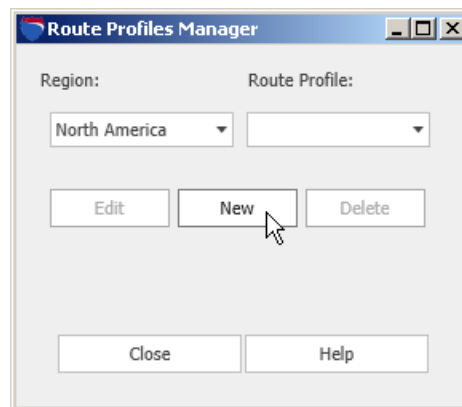 Route Profiles Manager
Region: Route Profile:
North America
Edit New Delete
Close Help